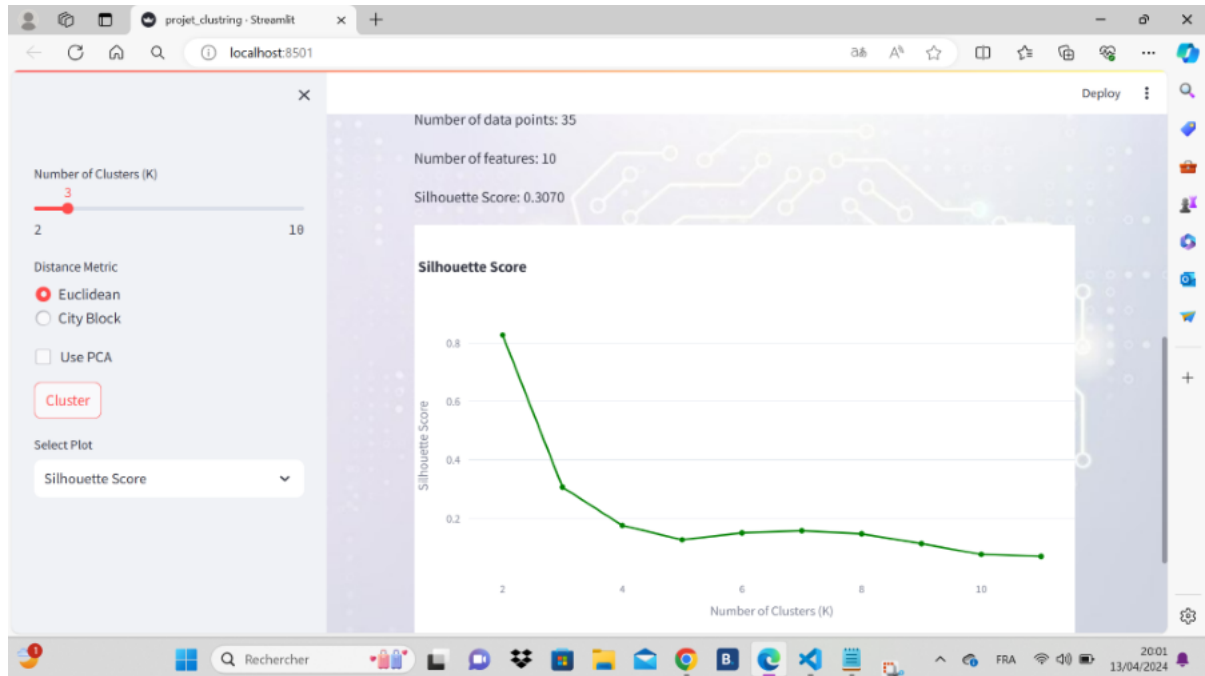 projet_clustring - Streamlit
localhost:8501
Deploy
Number of Clusters (K)
3
2 10
Distance Metric
Euclidean
City Block
Use PCA
Cluster
Select Plot
Silhouette Score
Number of data points: 35
Number of features: 10
Silhouette Score: 0.3070
Silhouette Score
Silhouette Score
0.8
0.6
0.4
0.2
2 4 6 8 10
Number of Clusters (K)
Rechercher
FRA
20:01
13/04/2024